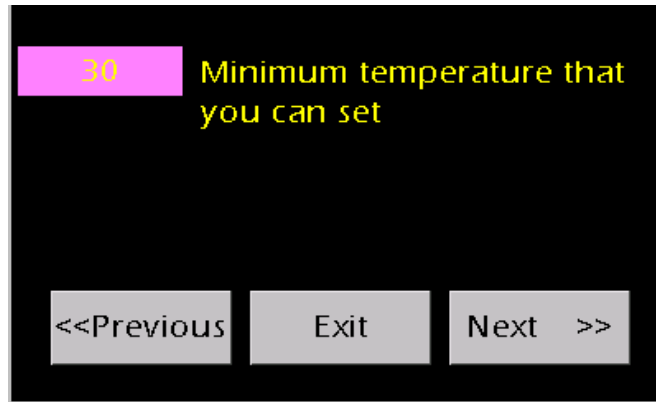 30
Minimum temperature that
you can set
<<Previous
Exit
Next >>